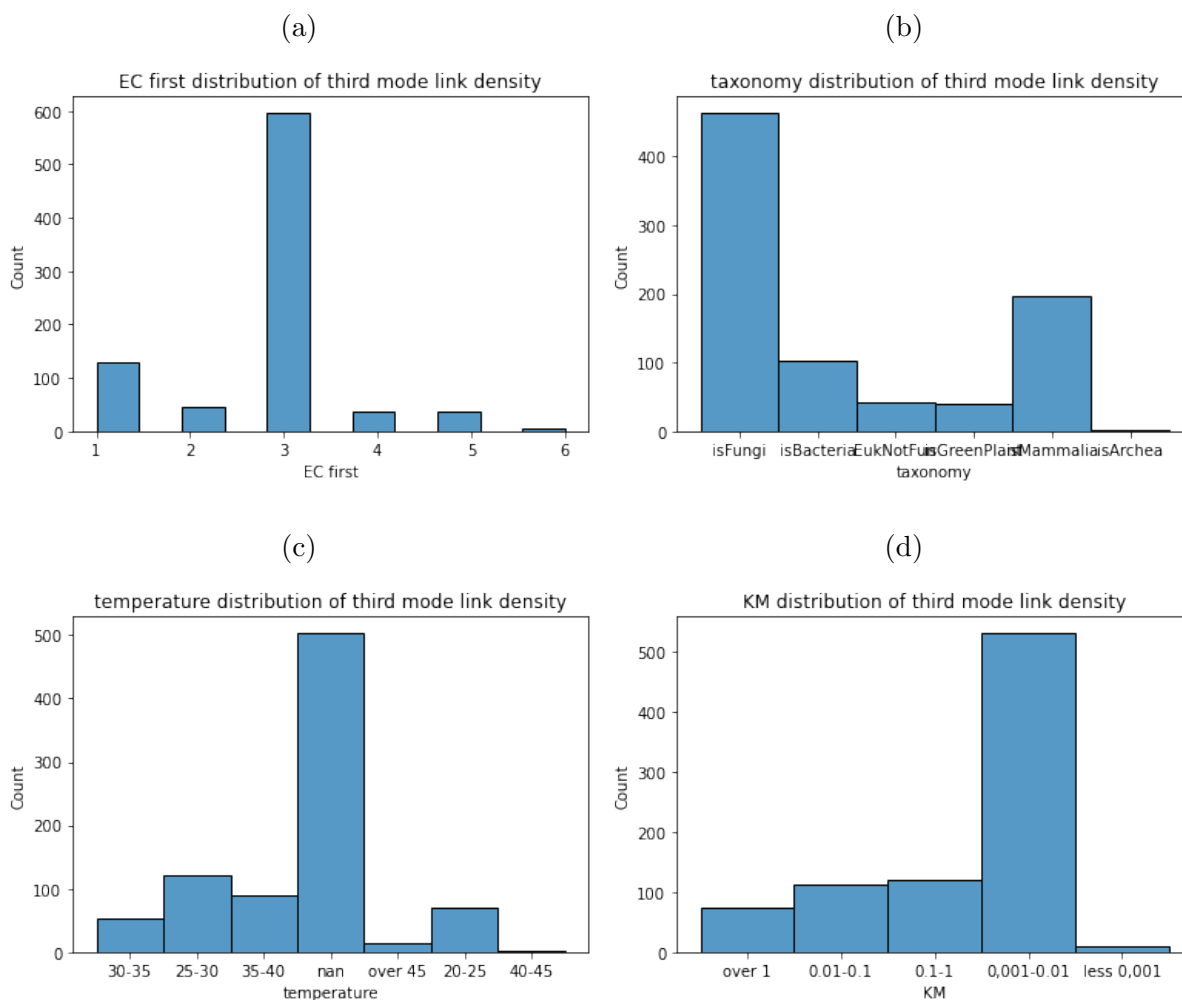 (a)
EC first distribution of third mode link density
600
500
400
300
200
100
0
Count
1 2 3 4 5 6
EC first
(b)
taxonomy distribution of third mode link density
400
300
200
100
0
Count
isFungi isBacteria EukNotFun isGreenPlant isMammalia isArchea
taxonomy
(c)
temperature distribution of third mode link density
500
400
300
200
100
0
Count
30-35 25-30 35-40 nan over 45 20-25 40-45
temperature
(d)
KM distribution of third mode link density
500
400
300
200
100
0
Count
over 1 0.01-0.1 0.1-1 0,001-0.01 less 0,001
KM